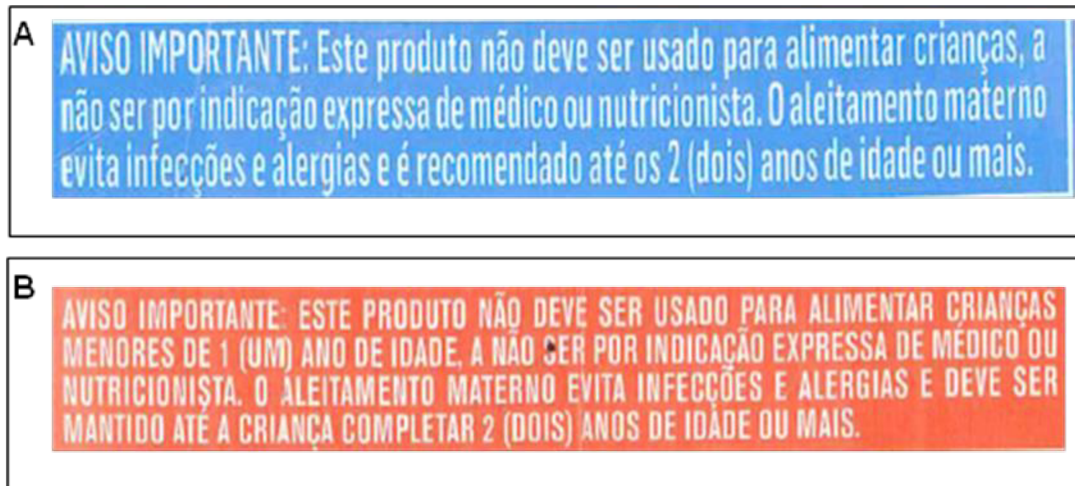 A
AVISO IMPORTANTE: Este produto não deve ser usado para alimentar crianças, a
não ser por indicação expressa de médico ou nutricionista. O aleitamento materno
evita infecções e alergias e é recomendado até os 2 (dois) anos de idade ou mais.
B
AVISO IMPORTANTE: ESTE PRODUTO NÃO DEVE SER USADO PARA ALIMENTAR CRIANÇAS
MENORES DE 1 (UM) ANO DE IDADE, A NÃO SER POR INDICAÇÃO EXPRESSA DE MÉDICO OU
NUTRICIONISTA. O ALEITAMENTO MATERNO EVITA INFECÇÕES E ALERGIAS E DEVE SER
MANTIDO ATÉ A CRIANÇA COMPLETAR 2 (DOIS) ANOS DE IDADE OU MAIS.